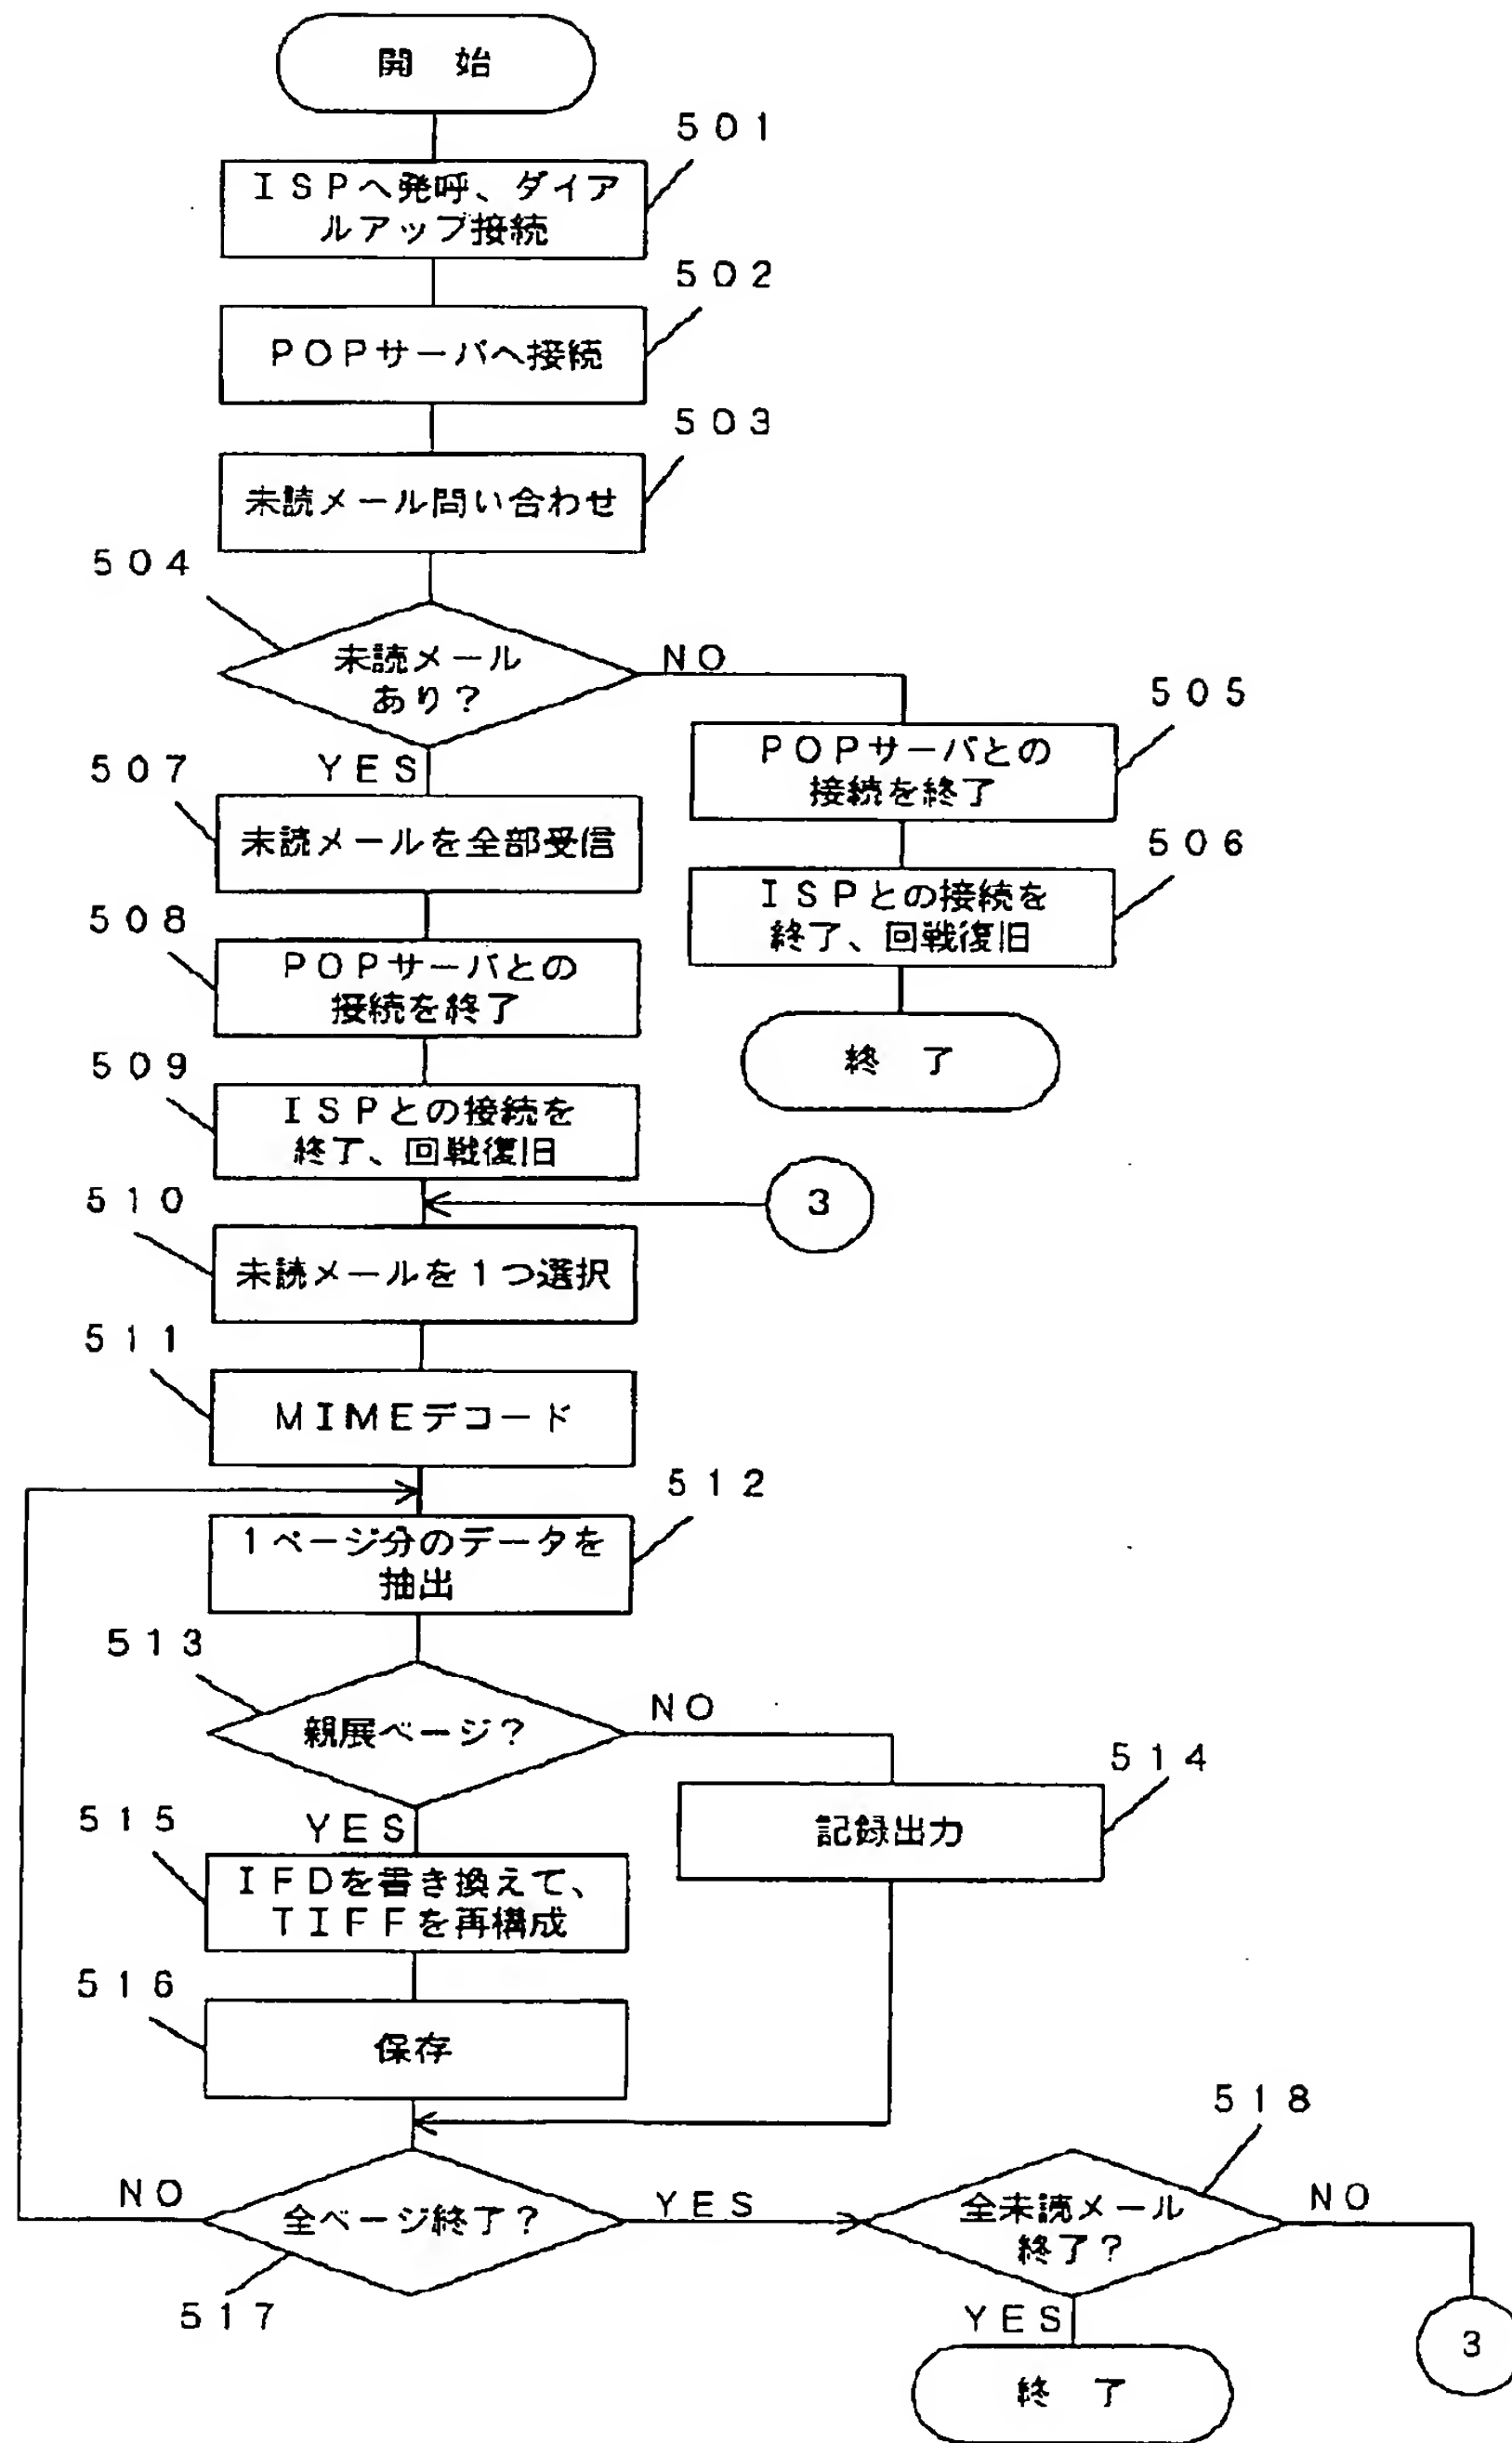 開 始
501
ISPへ発呼、ダイア
ルアップ接続
502
POPサーバへ接続
503
未読メール問い合わせ
504
未読メール
あり?
NO
YES
505
POPサーバとの
接続を終了
506
ISPとの接続を
終了、回戦復旧
終 了
507
未読メールを全部受信
508
POPサーバとの
接続を終了
509
ISPとの接続を
終了、回戦復旧
3
510
未読メールを1つ選択
511
MIMEデコード
512
1ページ分のデータを
抽出
513
親展ページ?
NO
YES
514
記録出力
515
IFDを書き換えて、
TIFFを再構成
516
保存
517
全ページ終了?
NO
YES
518
全未読メール
終了?
NO
YES
3
終 了